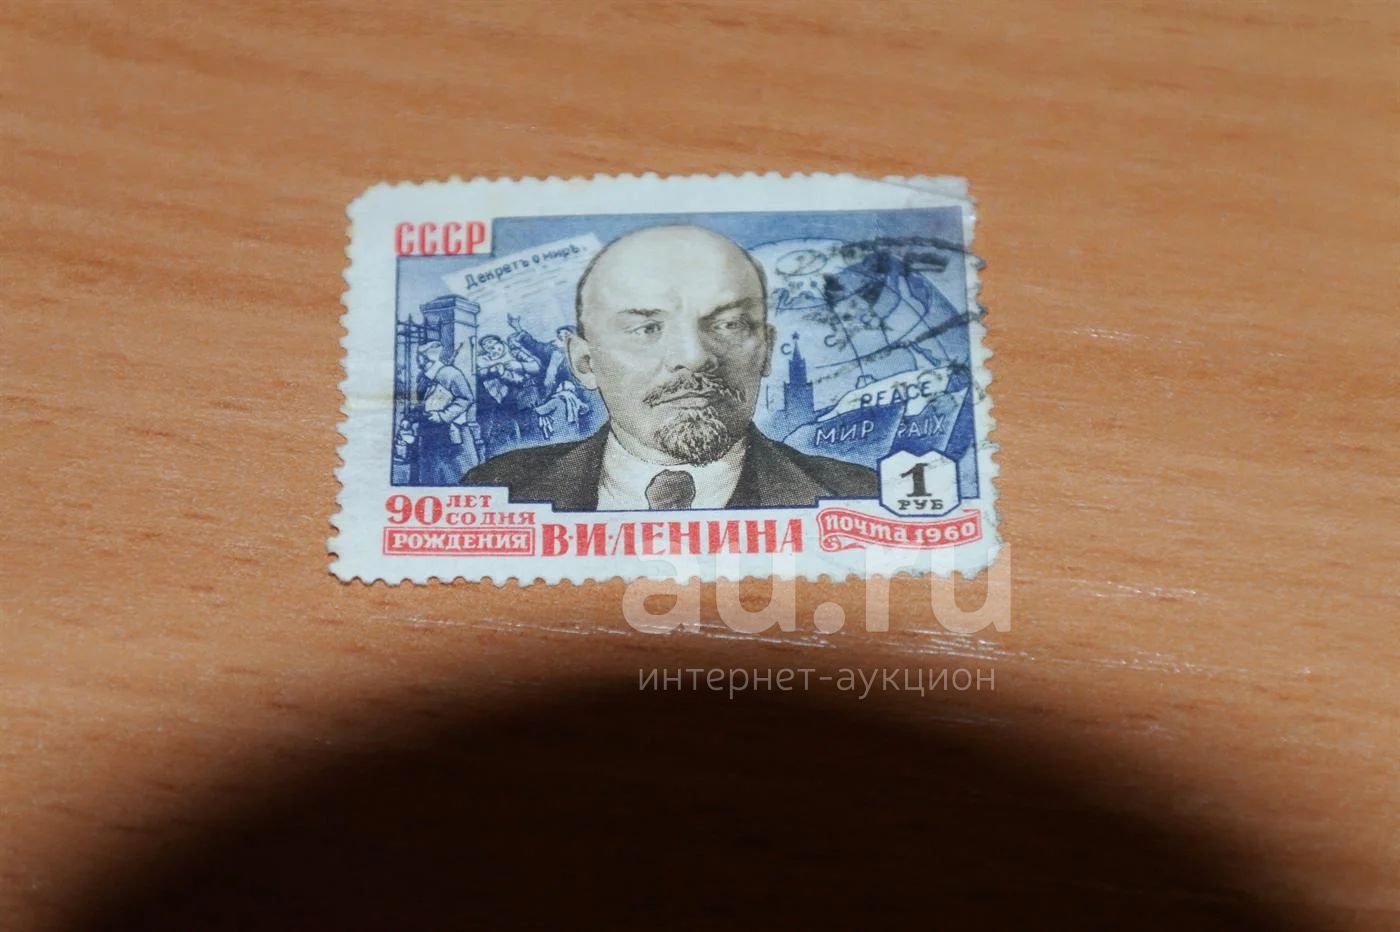 СССР
Декретъ о миръ.
С С
PEACE
МИР PAIX
1
РУБ
90 ЛЕТ
СО ДНЯ
РОЖДЕНИЯ
В·И·ЛЕНИНА
ПОЧТА 1960
au.ru
интернет-аукцион